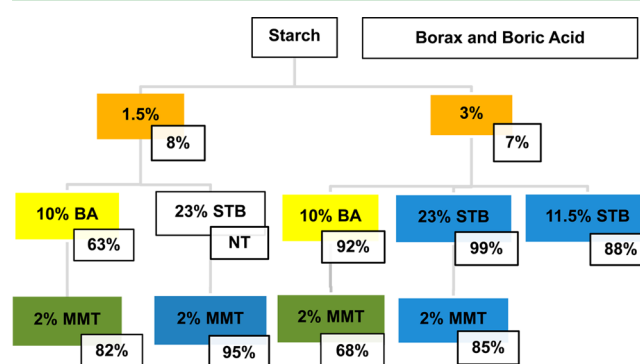 Starch
Borax and Boric Acid
1.5%
8%
3%
7%
10% BA
63%
23% STB
NT
10% BA
92%
23% STB
99%
11.5% STB
88%
2% MMT
82%
2% MMT
95%
2% MMT
68%
2% MMT
85%